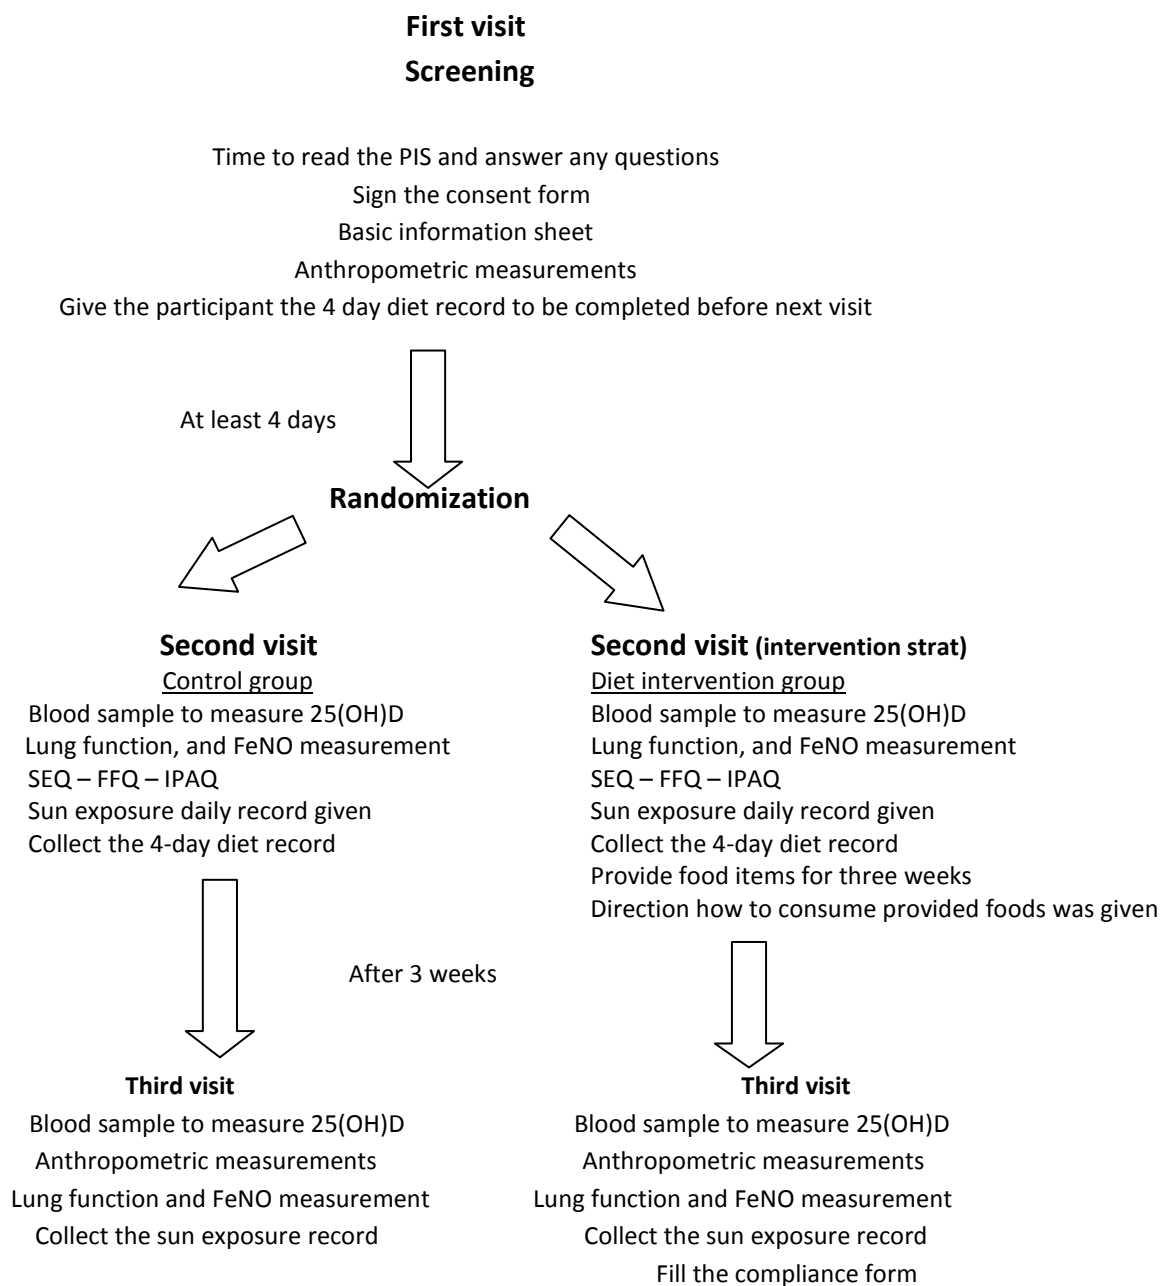 First visit
Screening
Time to read the PIS and answer any questions
Sign the consent form
Basic information sheet
Anthropometric measurements
Give the participant the 4 day diet record to be completed before next visit
At least 4 days
Randomization
Second visit
Control group
Blood sample to measure 25(OH)D
Lung function, and FeNO measurement
SEQ – FFQ – IPAQ
Sun exposure daily record given
Collect the 4-day diet record
Second visit (intervention strat)
Diet intervention group
Blood sample to measure 25(OH)D
Lung function, and FeNO measurement
SEQ – FFQ – IPAQ
Sun exposure daily record given
Collect the 4-day diet record
Provide food items for three weeks
Direction how to consume provided foods was given
After 3 weeks
Third visit
Blood sample to measure 25(OH)D
Anthropometric measurements
Lung function and FeNO measurement
Collect the sun exposure record
Third visit
Blood sample to measure 25(OH)D
Anthropometric measurements
Lung function and FeNO measurement
Collect the sun exposure record
Fill the compliance form